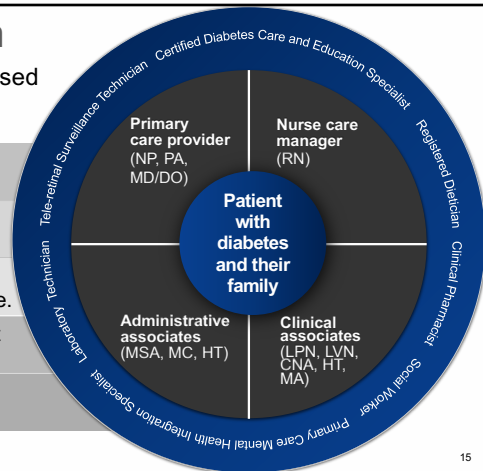 n
sed
e.
Certified Diabetes Care and Education Specialist
Registered Dietician
Clinical Pharmacist
Social Worker
Primary Care Mental Health Integration Specialist
Laboratory Technician
Tele-retinal Surveillance Technician
Primary
care provider
(NP, PA,
MD/DO)
Nurse care
manager
(RN)
Patient
with
diabetes
and their
family
Administrative
associates
(MSA, MC, HT)
Clinical
associates
(LPN, LVN,
CNA, HT,
MA)
15